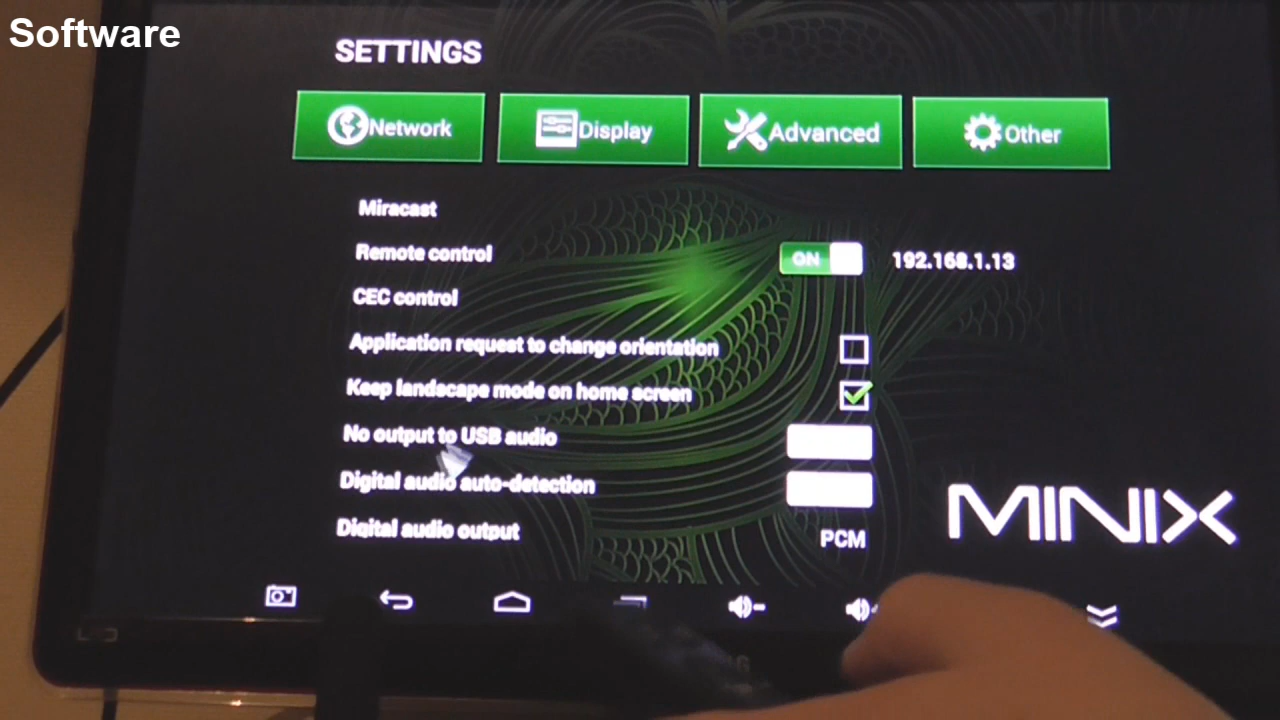 Software
SETTINGS
Network
Display
Advanced
Other
Miracast
Remote control
ON
192.168.1.13
CEC control
Application request to change orientation
Keep landscape mode on home screen
No output to USB audio
Digital audio auto-detection
Digital audio output
PCM
MINIX